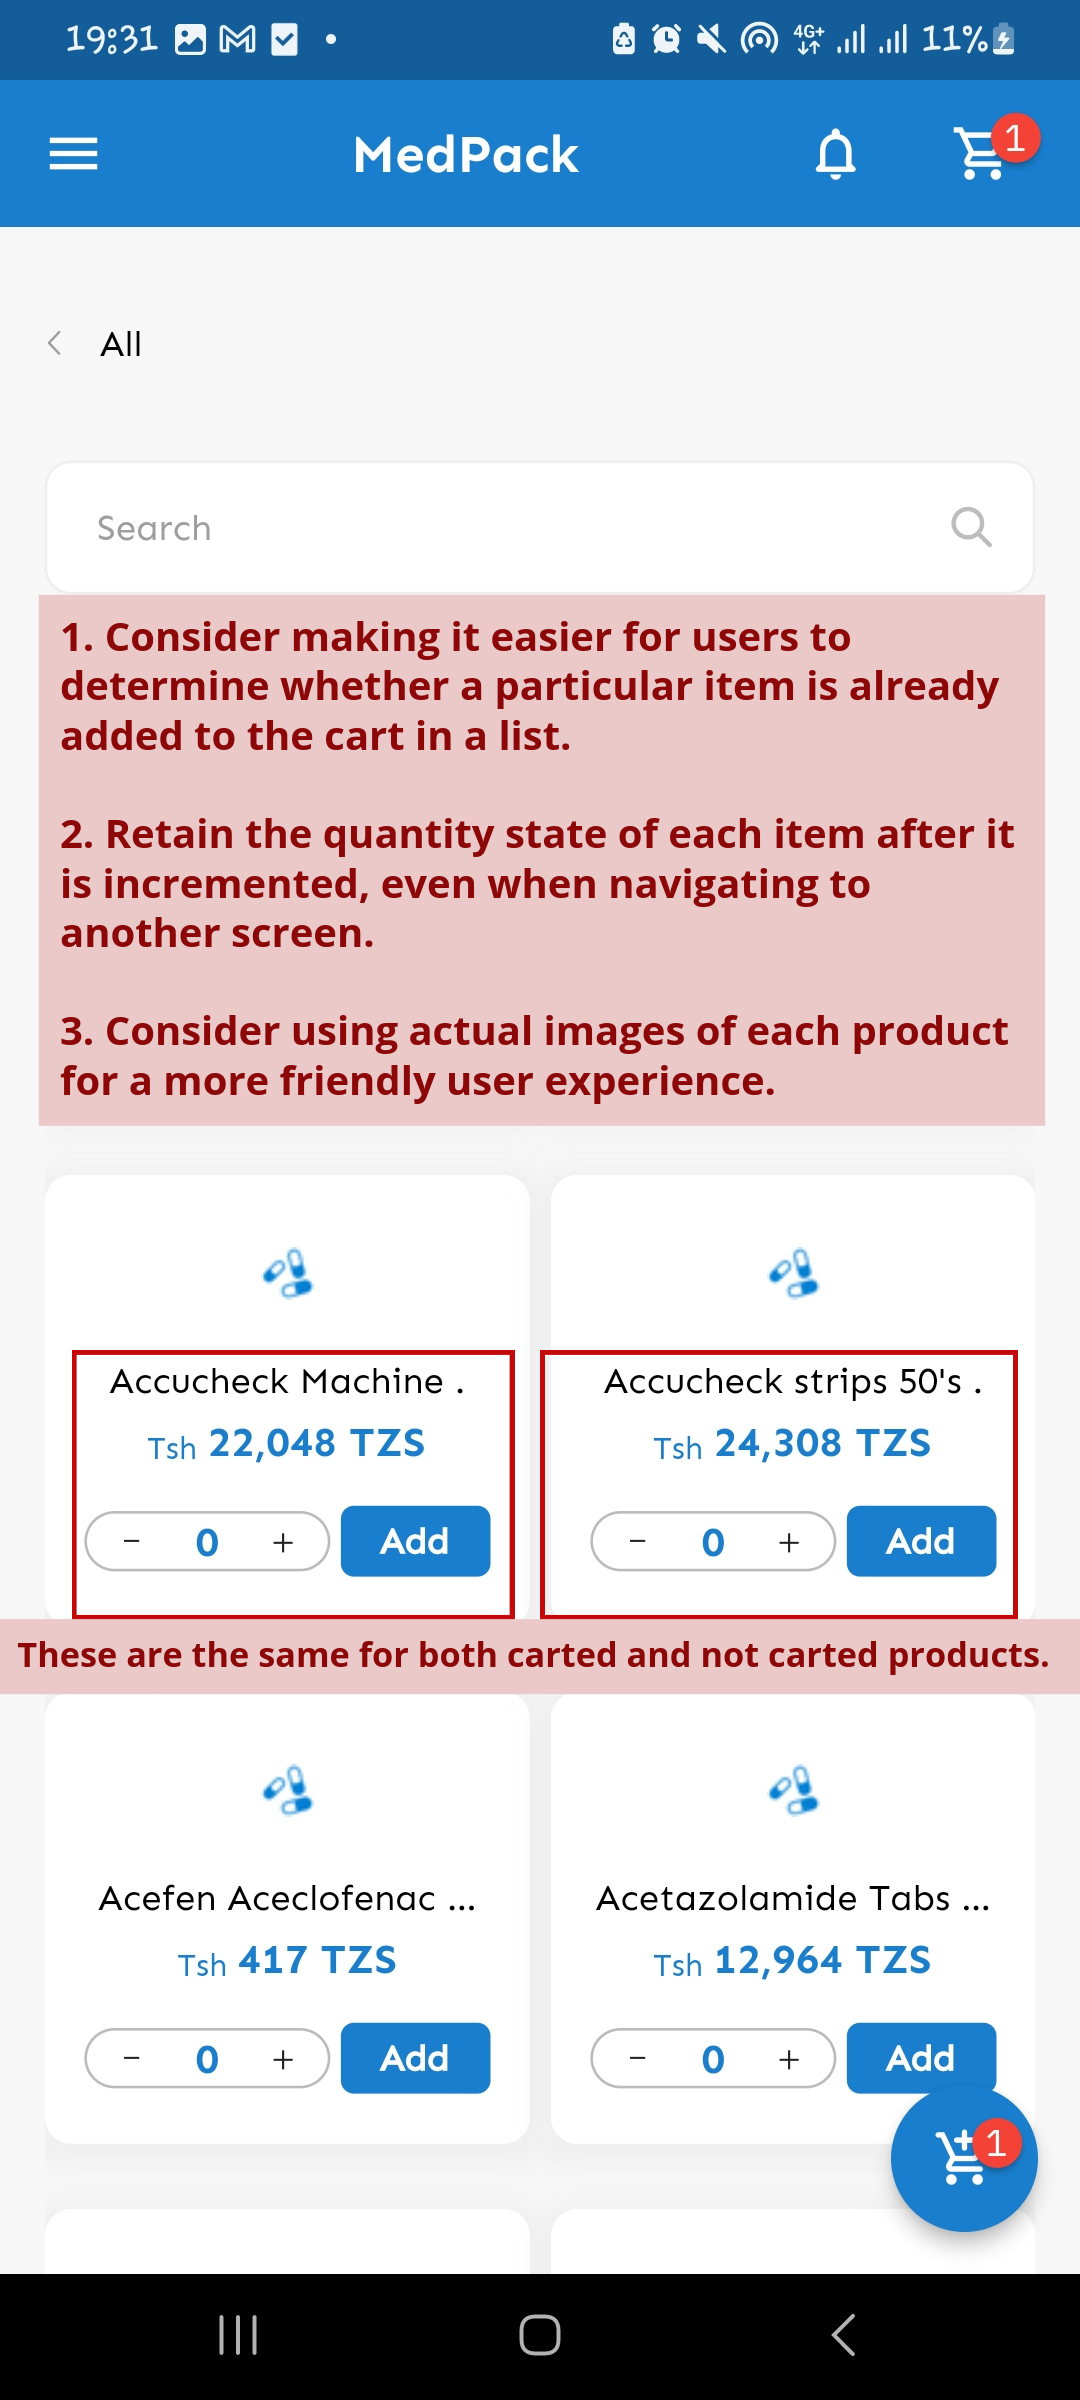 19:31
4G+
11%
MedPack
1
All
Search
1. Consider making it easier for users to
determine whether a particular item is already
added to the cart in a list.
2. Retain the quantity state of each item after it
is incremented, even when navigating to
another screen.
3. Consider using actual images of each product
for a more friendly user experience.
Accucheck Machine .
Tsh 22,048 TZS
− 0 + Add
Accucheck strips 50's .
Tsh 24,308 TZS
− 0 + Add
These are the same for both carted and not carted products.
Acefen Aceclofenac ...
Tsh 417 TZS
− 0 + Add
Acetazolamide Tabs ...
Tsh 12,964 TZS
− 0 + Add
1